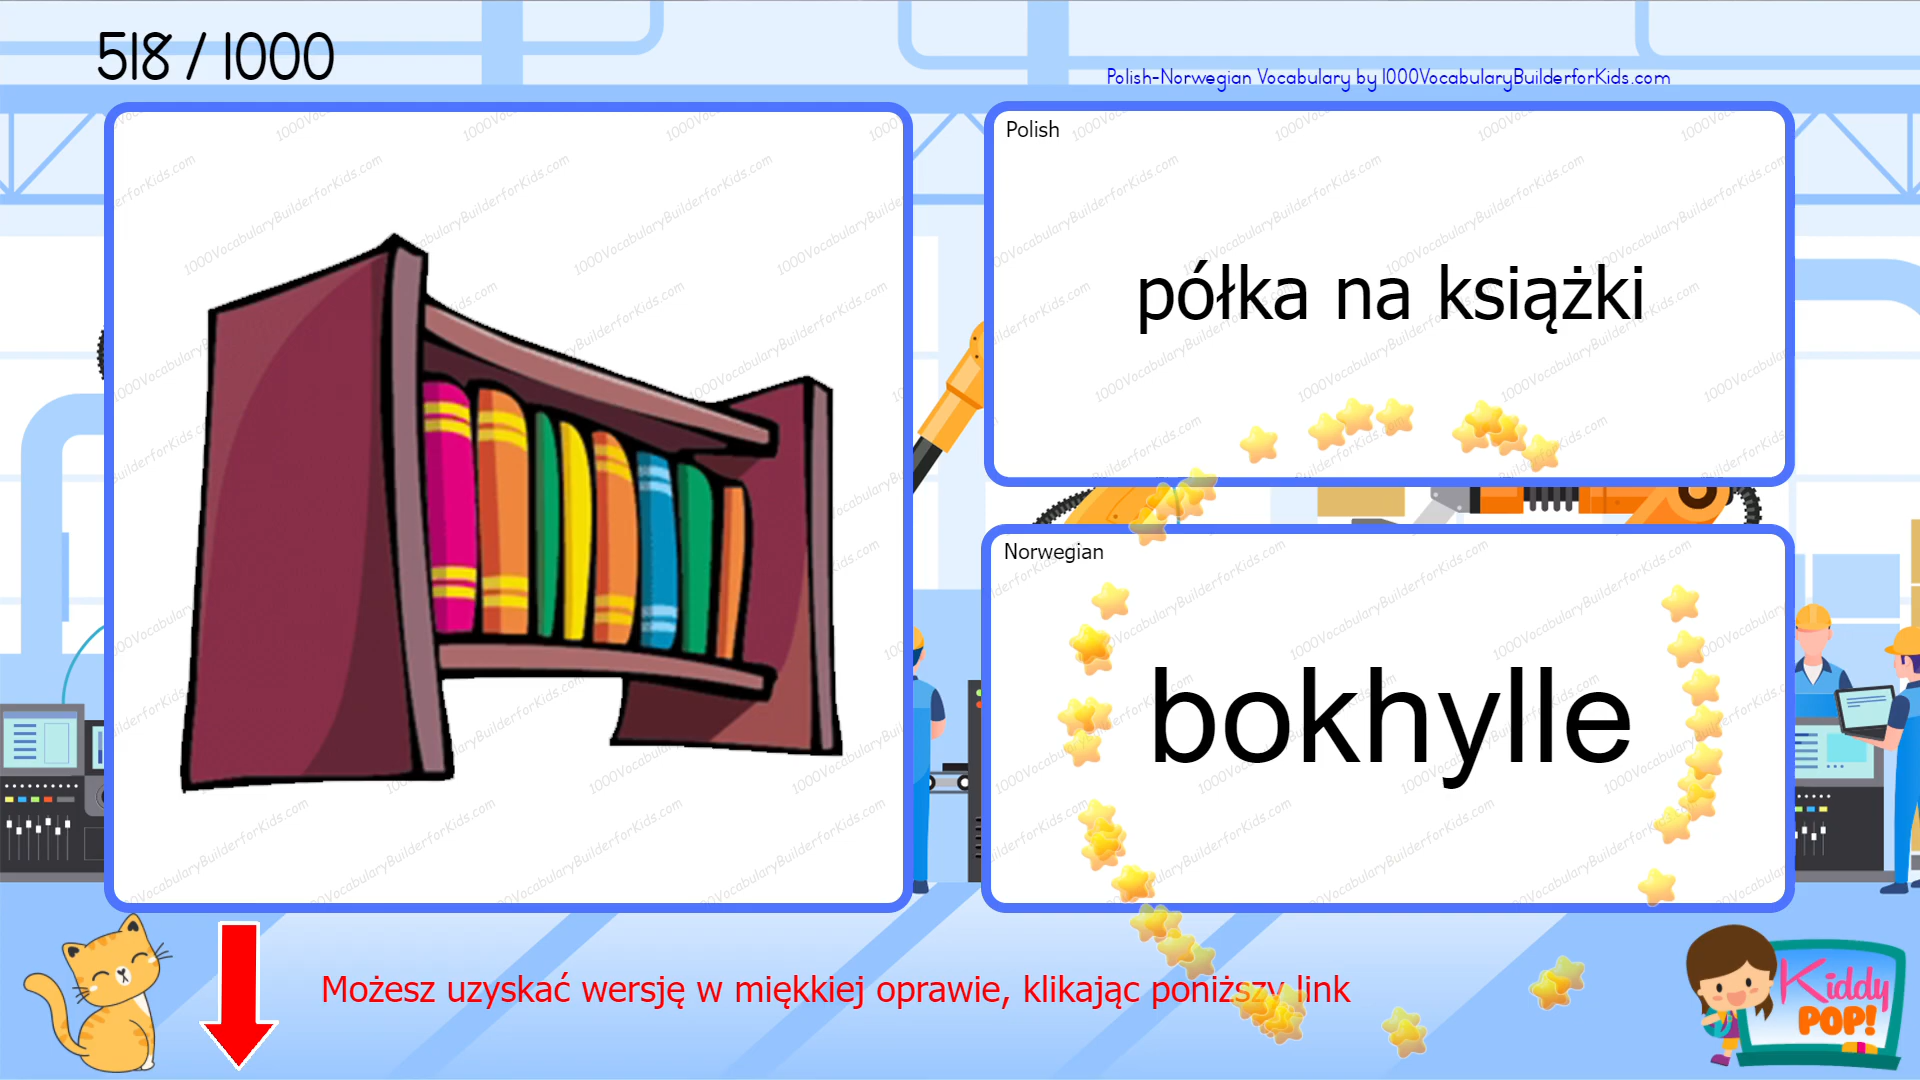 518 / 1000
Polish-Norwegian Vocabulary by 1000VocabularyBuilderforKids.com
Polish
półka na książki
Norwegian
bokhylle
Możesz uzyskać wersję w miękkiej oprawie, klikając poniższy link
Kiddy
POP!